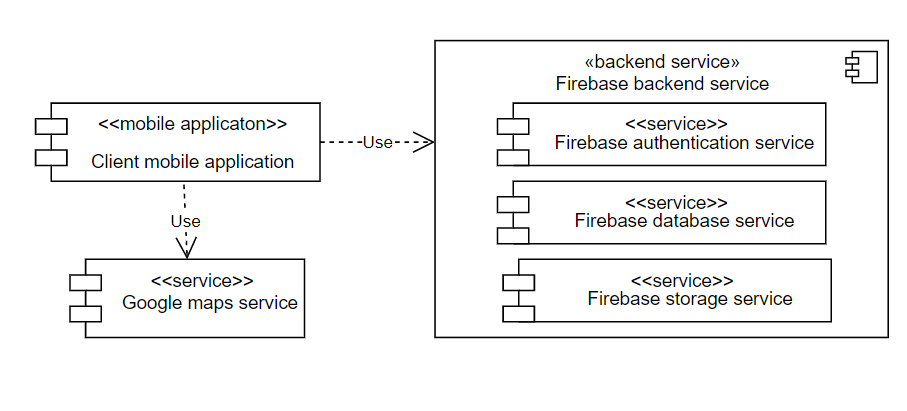 «backend service»
Firebase backend service
<<mobile applicaton>>
Client mobile application
Use
<<service>>
Firebase authentication service
<<service>>
Firebase database service
Use
<<service>>
Google maps service
<<service>>
Firebase storage service